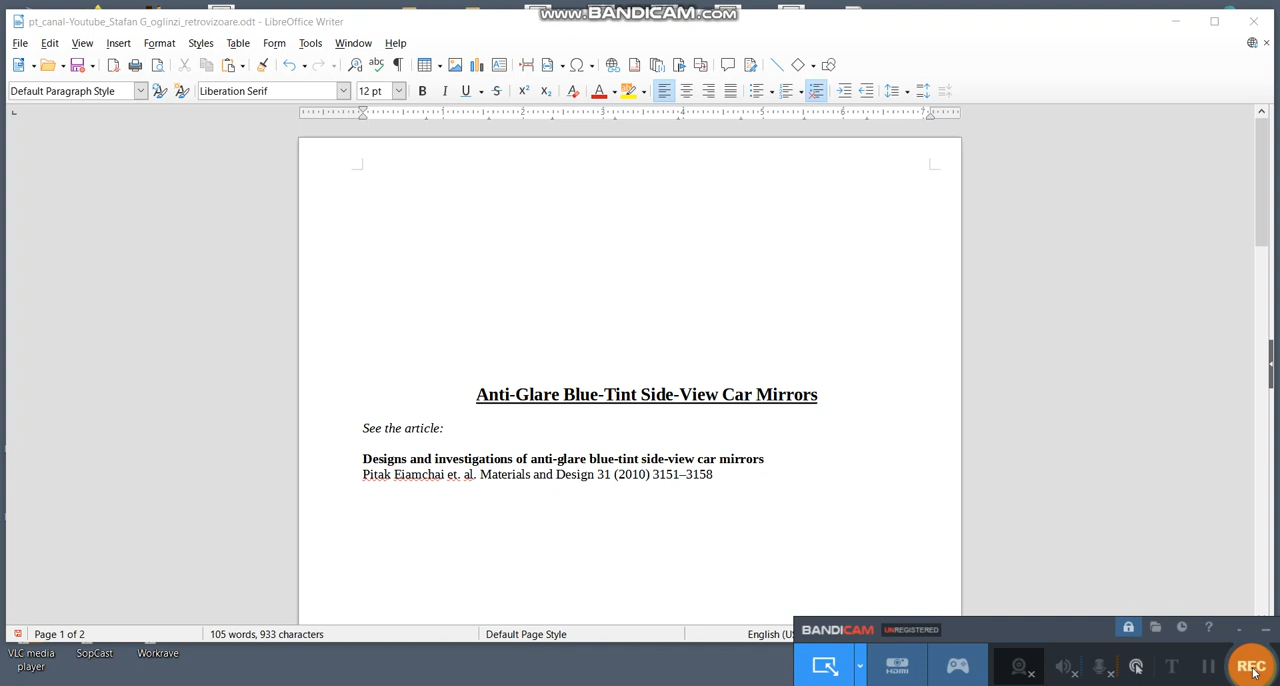 www.BANDICAM.com
pt_canal-Youtube_Stafan G_oglinzi_retrovizoare.odt - LibreOffice Writer
File Edit View Insert Format Styles Table Form Tools Window Help
Default Paragraph Style Liberation Serif 12 pt
Anti-Glare Blue-Tint Side-View Car Mirrors
See the article:
Designs and investigations of anti-glare blue-tint side-view car mirrors
Pitak Eiamchai et. al. Materials and Design 31 (2010) 3151–3158
Page 1 of 2 105 words, 933 characters Default Page Style English (U
BANDICAM UNREGISTERED
HDMI REC
VLC media player
SopCast
Workrave